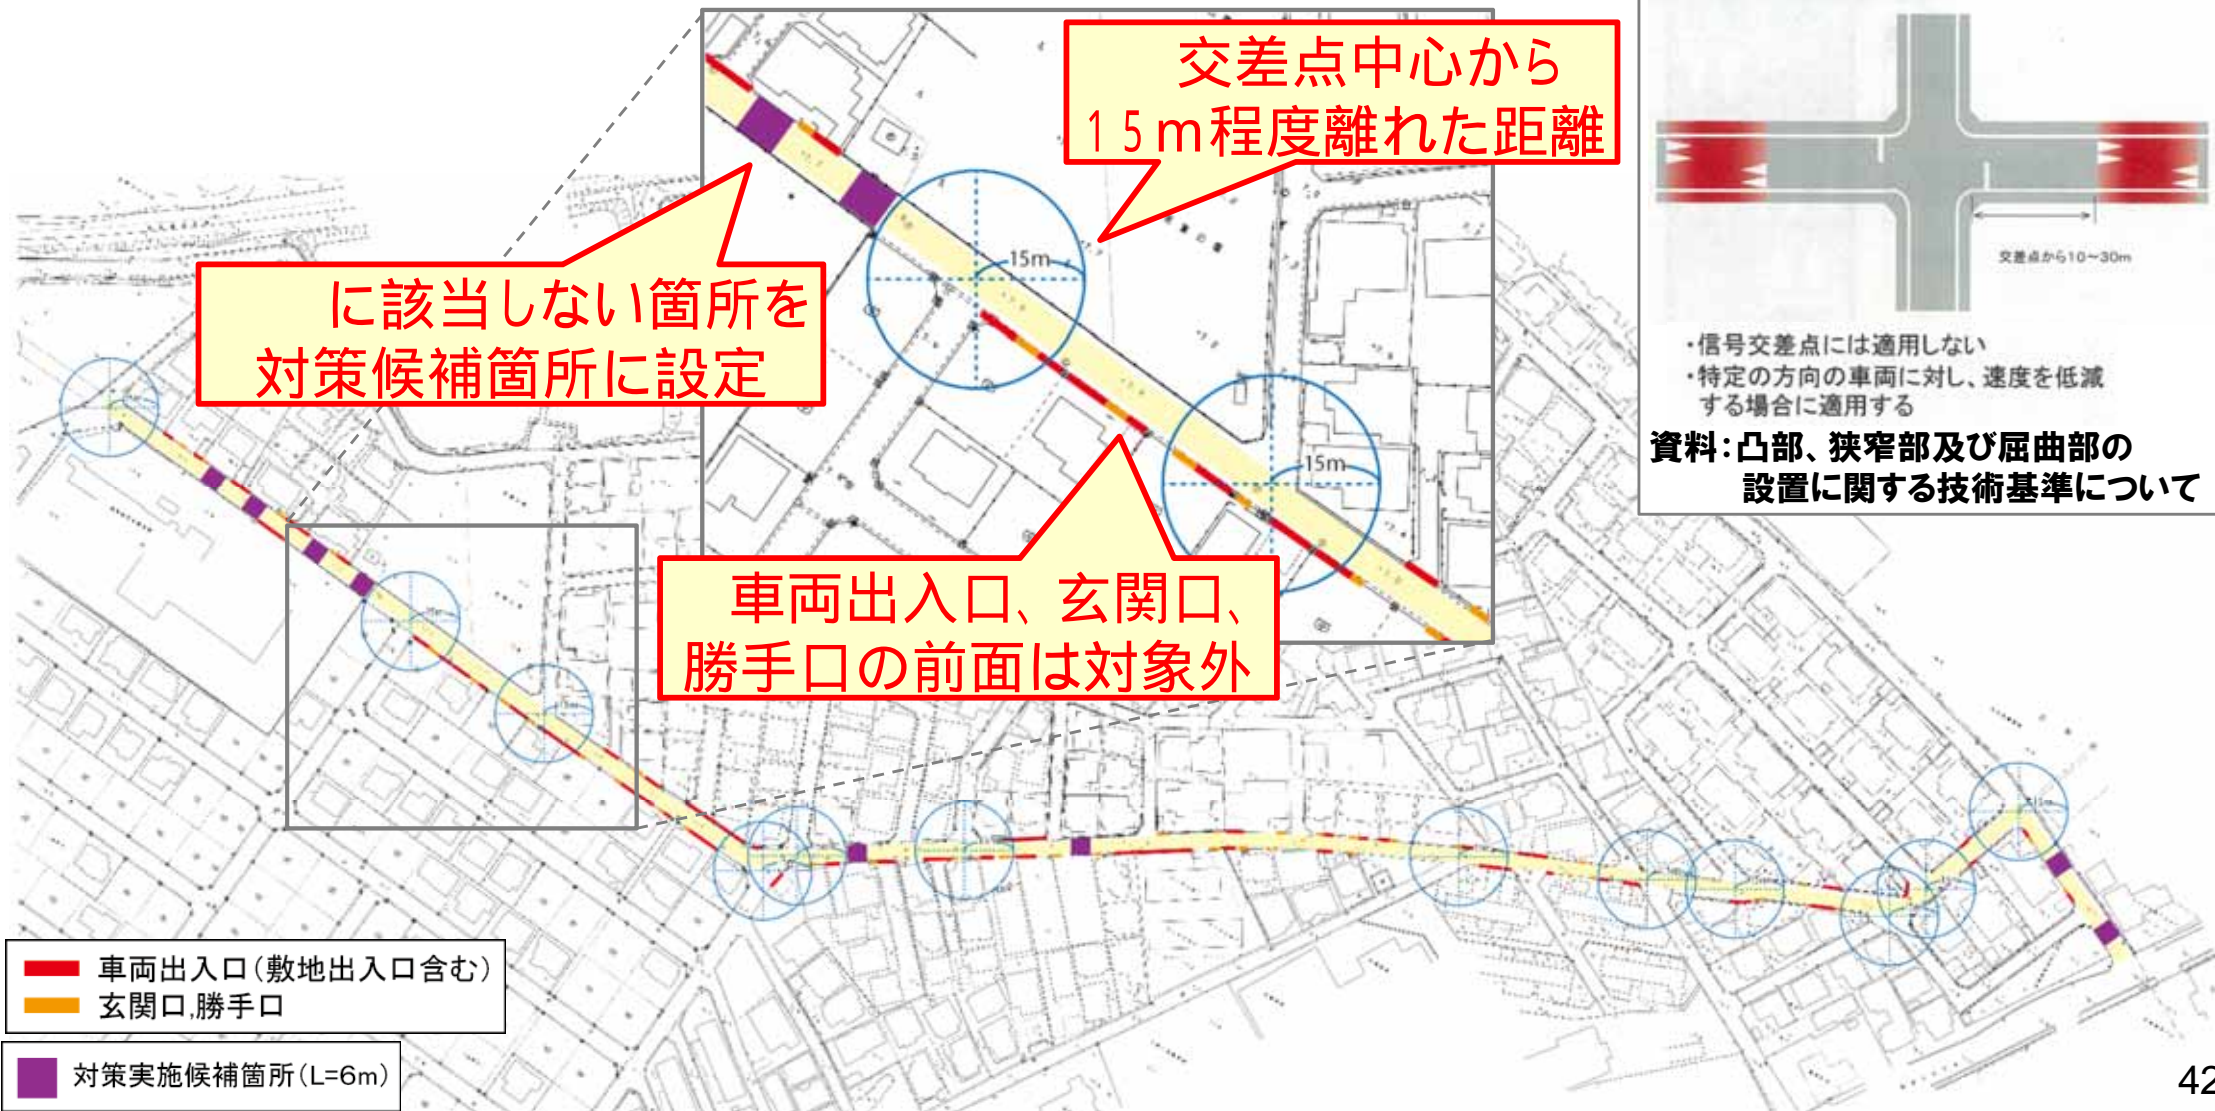 交差点中心から
15m程度離れた距離
に該当しない箇所を
対策候補箇所に設定
15m
15m
車両出入口、玄関口、
勝手口の前面は対象外
交差点から10~30m
・信号交差点には適用しない
・特定の方向の車両に対し、速度を低減
する場合に適用する
資料:凸部、狭窄部及び屈曲部の
設置に関する技術基準について
車両出入口(敷地出入口含む)
玄関口,勝手口
対策実施候補箇所(L=6m)
42